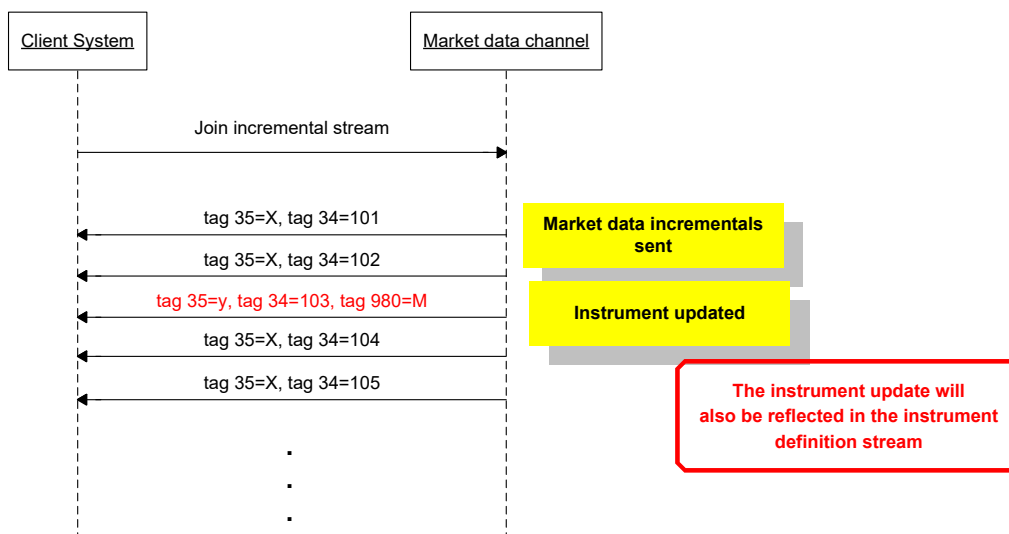 Client System
Market data channel
Join incremental stream
tag 35=X, tag 34=101
Market data incrementals
sent
tag 35=X, tag 34=102
tag 35=y, tag 34=103, tag 980=M
Instrument updated
tag 35=X, tag 34=104
tag 35=X, tag 34=105
The instrument update will
also be reflected in the instrument
definition stream
.
.
.